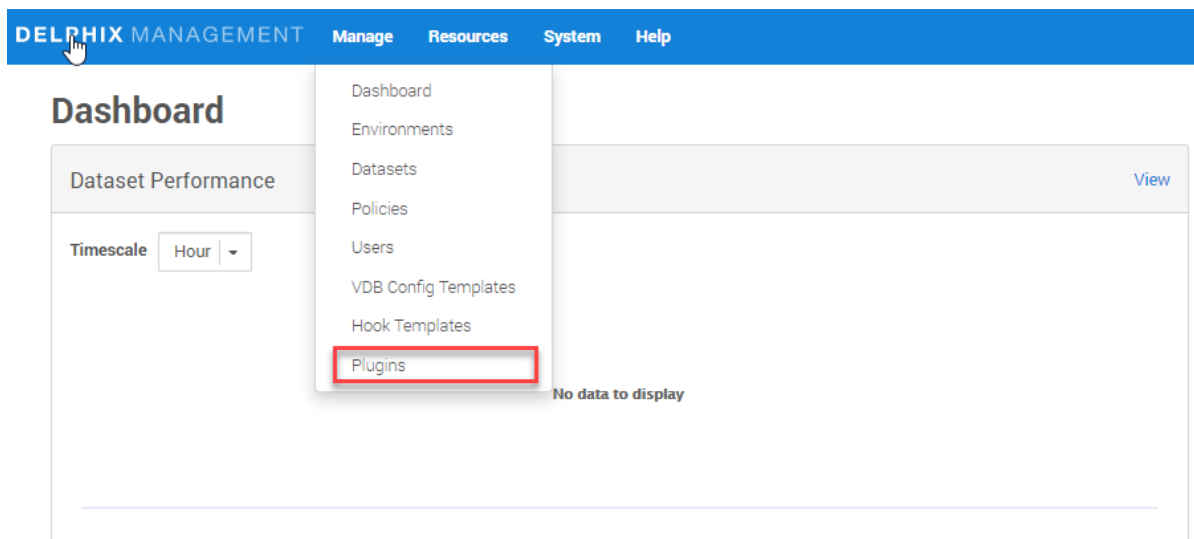 DELPHIX MANAGEMENT Manage Resources System Help
Dashboard
Environments
Datasets
Policies
Users
VDB Config Templates
Hook Templates
Plugins
Dashboard
Dataset Performance View
Timescale Hour
No data to display